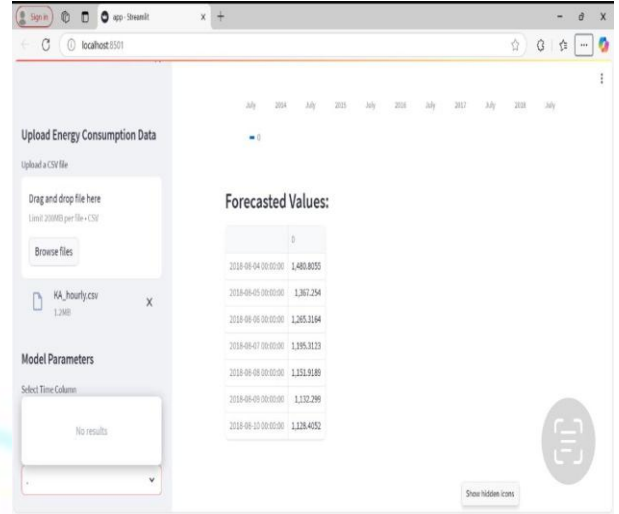 Sign in
app · Streamlit
localhost:8501
July 2014 July 2015 July 2016 July 2017 July 2018 July
0
Upload Energy Consumption Data
Upload a CSV file
Drag and drop file here
Limit 200MB per file • CSV
Browse files
KA_hourly.csv
1.2MB
Model Parameters
Select Time Column
No results
Forecasted Values:
0
2018-08-04 00:00:00 1,480.8055
2018-08-05 00:00:00 1,367.254
2018-08-06 00:00:00 1,265.3164
2018-08-07 00:00:00 1,195.3123
2018-08-08 00:00:00 1,151.9189
2018-08-09 00:00:00 1,132.299
2018-08-10 00:00:00 1,128.4052
Show hidden icons